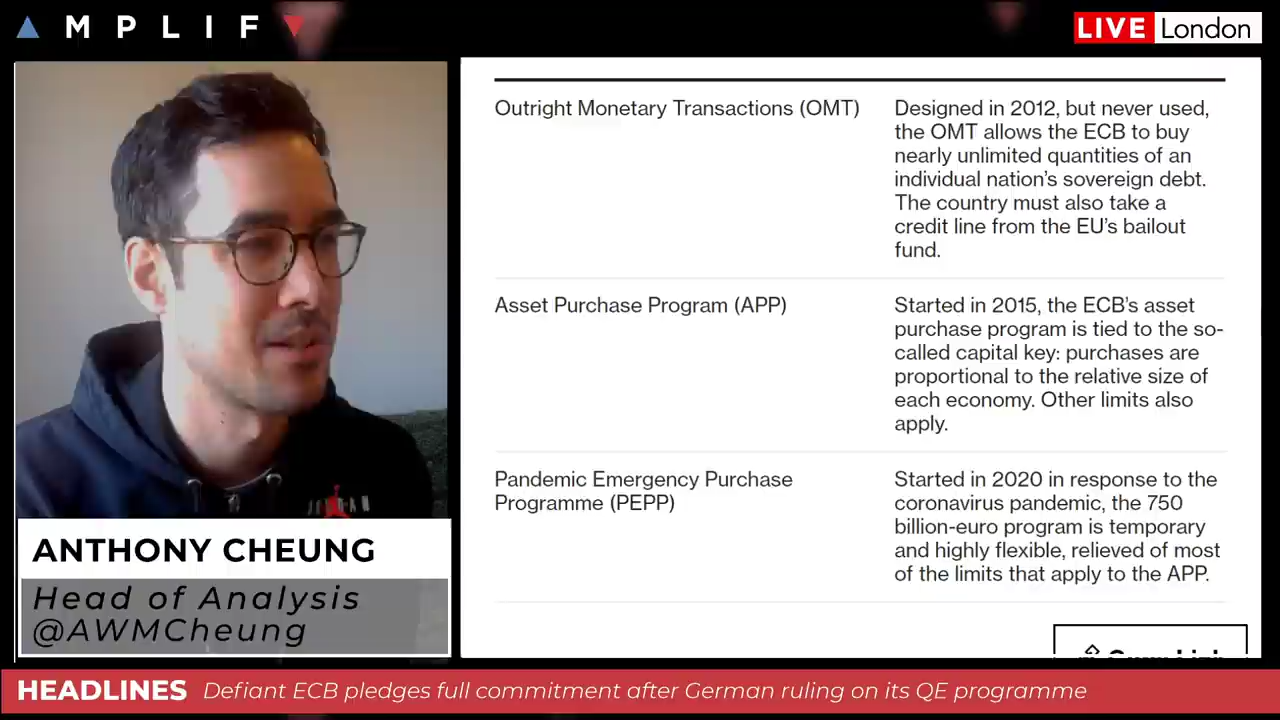 AMPLIFY
LIVE London
Outright Monetary Transactions (OMT)
Designed in 2012, but never used,
the OMT allows the ECB to buy
nearly unlimited quantities of an
individual nation’s sovereign debt.
The country must also take a
credit line from the EU’s bailout
fund.
Asset Purchase Program (APP)
Started in 2015, the ECB’s asset
purchase program is tied to the so-
called capital key: purchases are
proportional to the relative size of
each economy. Other limits also
apply.
Pandemic Emergency Purchase
Programme (PEPP)
Started in 2020 in response to the
coronavirus pandemic, the 750
billion-euro program is temporary
and highly flexible, relieved of most
of the limits that apply to the APP.
JORDAN
ANTHONY CHEUNG
Head of Analysis
@AWMCheung
HEADLINES Defiant ECB pledges full commitment after German ruling on its QE programme